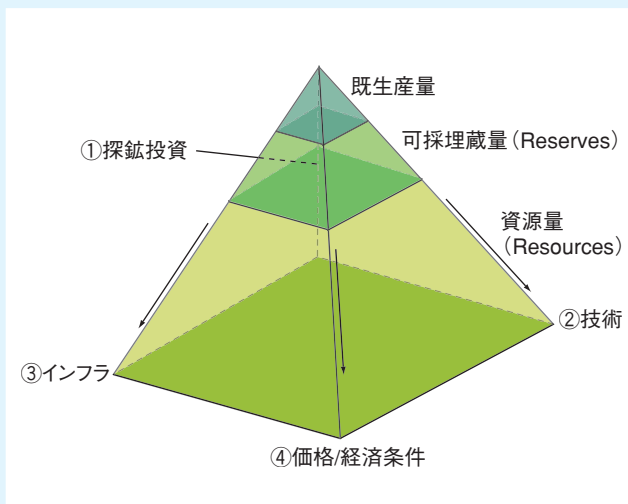 既生産量
可採埋蔵量(Reserves)
①探鉱投資
資源量
(Resources)
②技術
③インフラ
④価格/経済条件